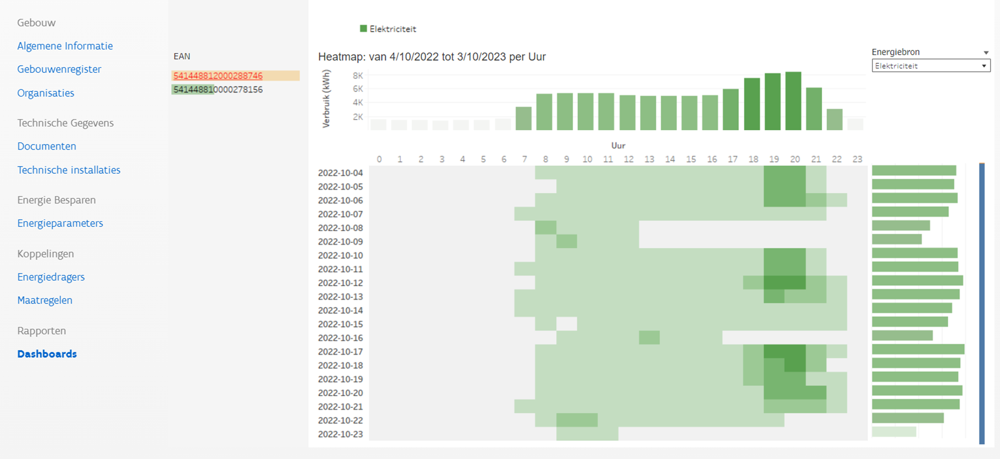 Gebouw
Algemene Informatie
Gebouwenregister
Organisaties
Technische Gegevens
Documenten
Technische installaties
Energie Besparen
Energieparameters
Koppelingen
Energiedragers
Maatregelen
Rapporten
Dashboards
EAN
541448812000288746
541448810000278156
Elektriciteit
Heatmap: van 4/10/2022 tot 3/10/2023 per Uur
Energiebron
Elektriciteit
Verbruik (kWh)
8K
6K
4K
2K
Uur
0 1 2 3 4 5 6 7 8 9 10 11 12 13 14 15 16 17 18 19 20 21 22 23
2022-10-04
2022-10-05
2022-10-06
2022-10-07
2022-10-08
2022-10-09
2022-10-10
2022-10-11
2022-10-12
2022-10-13
2022-10-14
2022-10-15
2022-10-16
2022-10-17
2022-10-18
2022-10-19
2022-10-20
2022-10-21
2022-10-22
2022-10-23